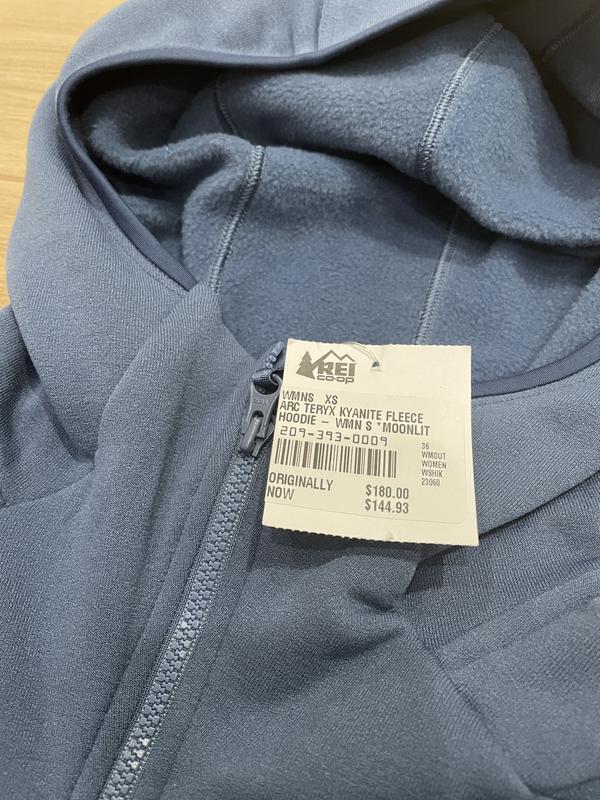 REI
CO·OP
WMNS XS
ARC TERYX KYANITE FLEECE
HOODIE - WMN S *MOONLIT
209-393-0009
36
WMOUT
WOMEN
WSHIK
23060
ORIGINALLY $180.00
NOW $144.93